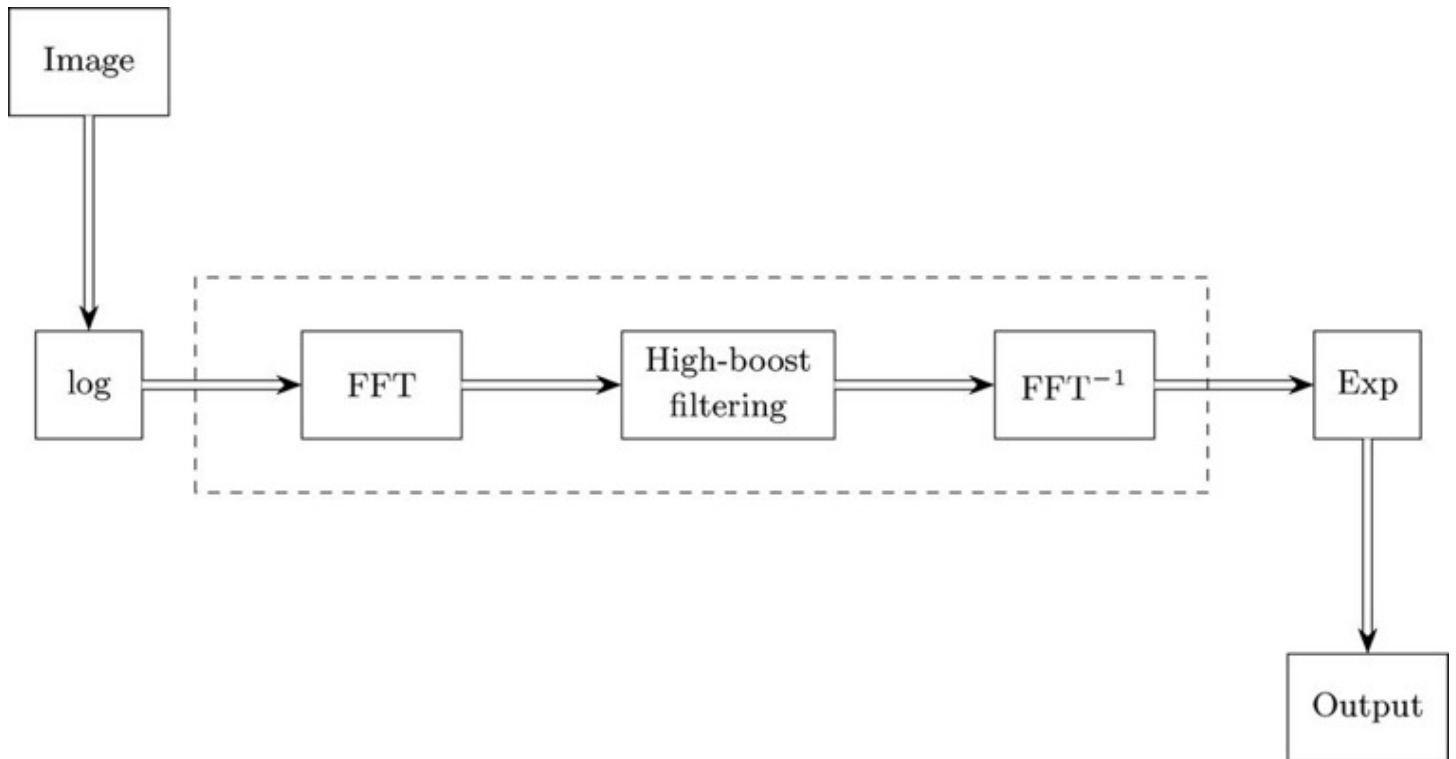 Image
log
FFT
High-boost
filtering
FFT⁻¹
Exp
Output